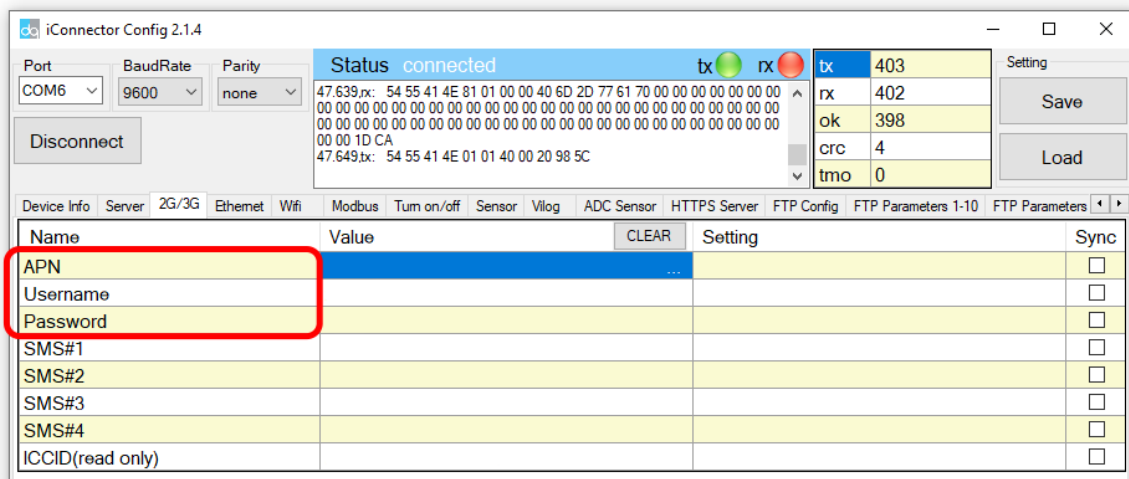 iConnector Config 2.1.4
Port BaudRate Parity
COM6 9600 none
Disconnect
Status connected tx rx
47.639,rx: 54 55 41 4E 81 01 00 00 40 6D 2D 77 61 70 00 00 00 00 00 00 00
00 00 00 00 00 00 00 00 00 00 00 00 00 00 00 00 00 00 00 00 00 00 00 00
00 00 00 00 00 00 00 00 00 00 00 00 00 00 00 00 00 00 00 00 00 00 00 00
00 00 1D CA
47.649,tx: 54 55 41 4E 01 01 40 00 20 98 5C
tx 403
rx 402
ok 398
crc 4
tmo 0
Setting
Save
Load
Device Info Server 2G/3G Ethernet Wifi Modbus Turn on/off Sensor Vilog ADC Sensor HTTPS Server FTP Config FTP Parameters 1-10 FTP Parameters
Name Value CLEAR Setting Sync
APN ...
Username
Password
SMS#1
SMS#2
SMS#3
SMS#4
ICCID(read only)